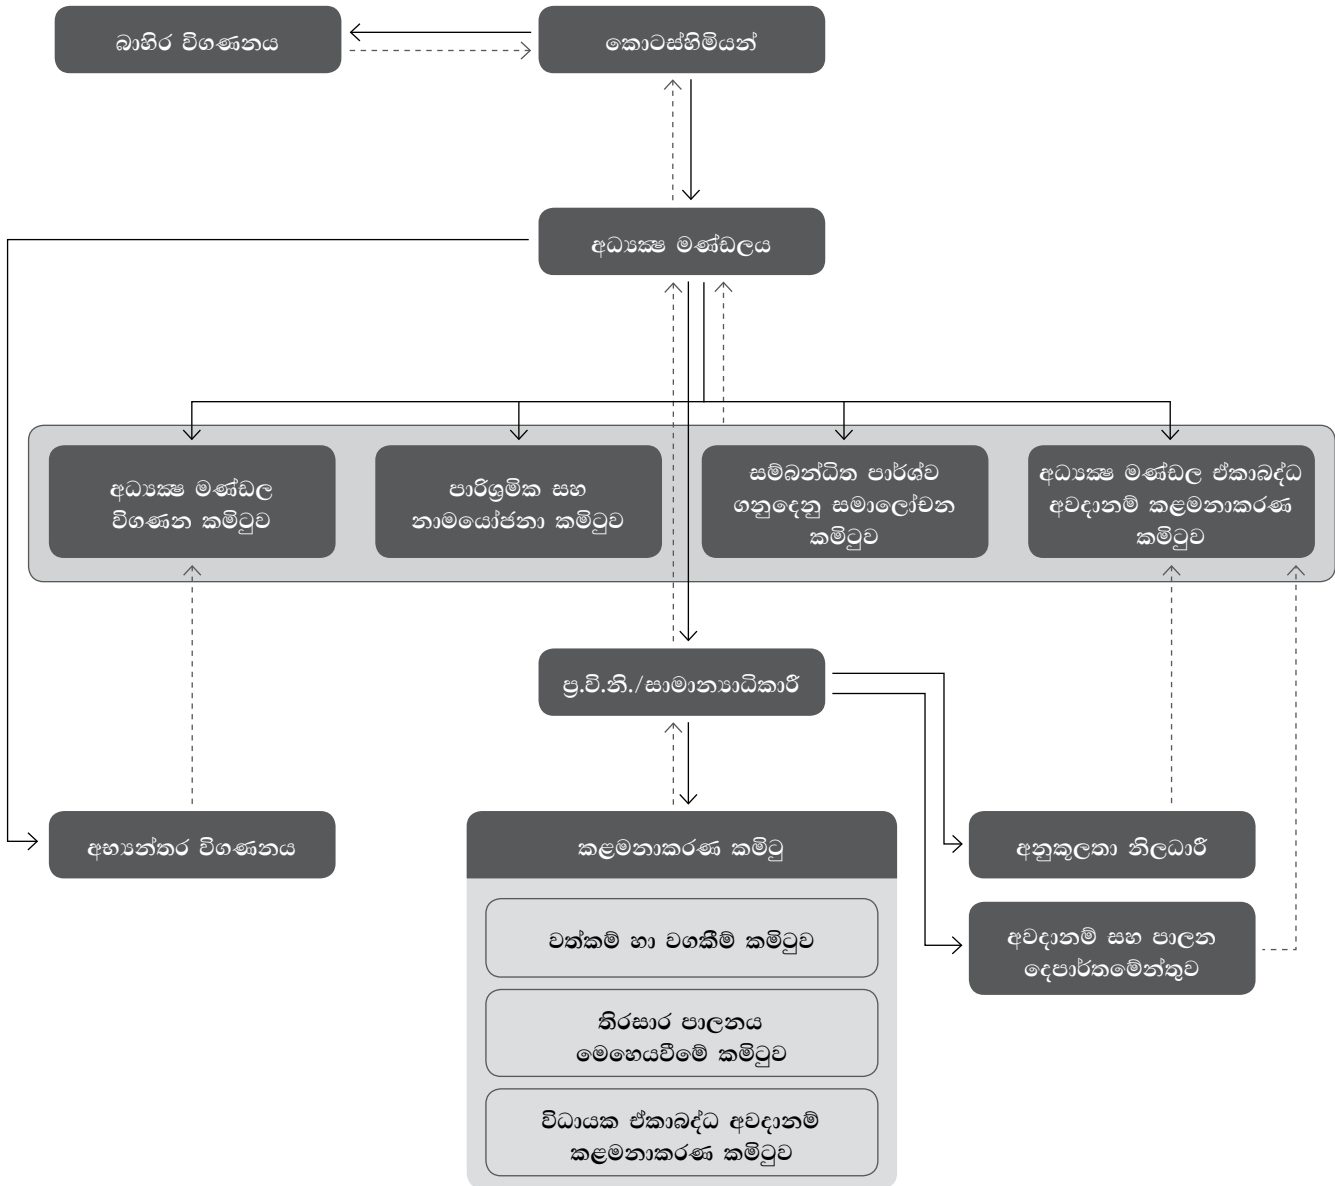 බාහිර විගණනය
කොටස්හිමියන්
අධ්‍යක්ෂ මණ්ඩලය
අධ්‍යක්ෂ මණ්ඩල
විගණන කමිටුව
පාරිශ්‍රමික සහ
නාමයෝජනා කමිටුව
සම්බන්ධිත පාර්ශ්ව
ගනුදෙනු සමාලෝචන
කමිටුව
අධ්‍යක්ෂ මණ්ඩල ඒකාබද්ධ
අවදානම් කළමනාකරණ
කමිටුව
ප්‍ර.වි.නි./සාමාන්‍යාධිකාරී
අභ්‍යන්තර විගණනය
කළමනාකරණ කමිටු
වත්කම් හා වගකීම් කමිටුව
තිරසාර පාලනය
මෙහෙයවීමේ කමිටුව
විධායක ඒකාබද්ධ අවදානම්
කළමනාකරණ කමිටුව
අනුකූලතා නිලධාරී
අවදානම් සහ පාලන
දෙපාර්තමේන්තුව